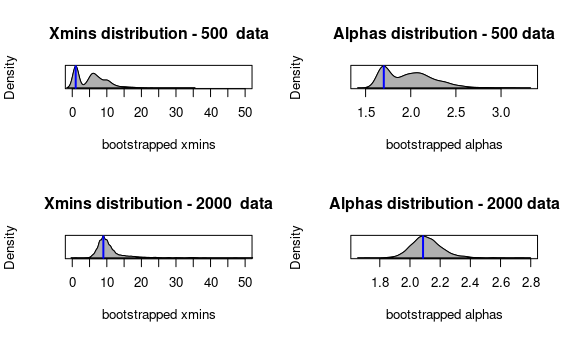 Xmins distribution - 500 data
Density
0 10 20 30 40 50
bootstrapped xmins
Alphas distribution - 500 data
Density
1.5 2.0 2.5 3.0
bootstrapped alphas
Xmins distribution - 2000 data
Density
0 10 20 30 40 50
bootstrapped xmins
Alphas distribution - 2000 data
Density
1.8 2.0 2.2 2.4 2.6 2.8
bootstrapped alphas